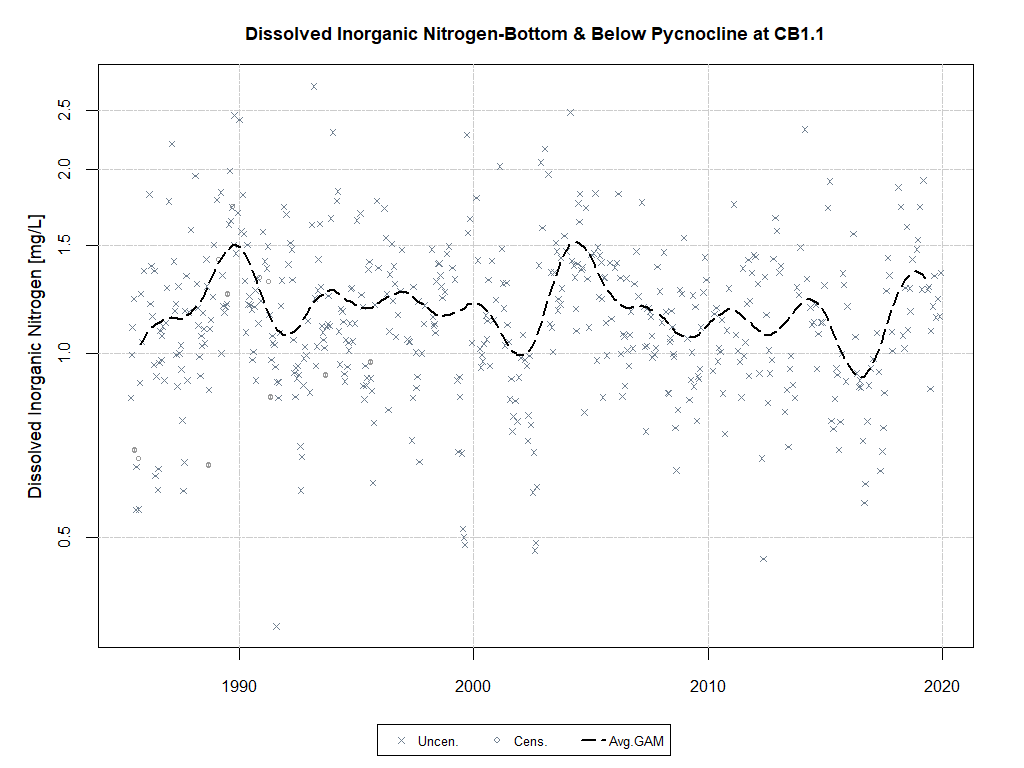 Dissolved Inorganic Nitrogen-Bottom & Below Pycnocline at CB1.1
Dissolved Inorganic Nitrogen [mg/L]
2.5
2.0
1.5
1.0
0.5
1990
2000
2010
2020
Uncen.
Cens.
Avg.GAM